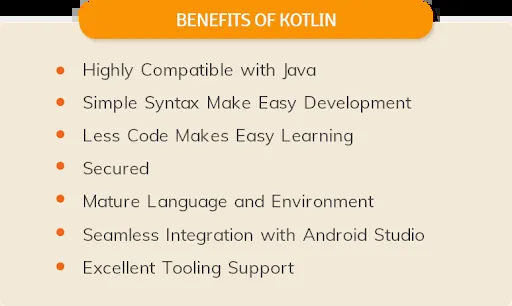 BENEFITS OF KOTLIN
Highly Compatible with Java
Simple Syntax Make Easy Development
Less Code Makes Easy Learning
Secured
Mature Language and Environment
Seamless Integration with Android Studio
Excellent Tooling Support